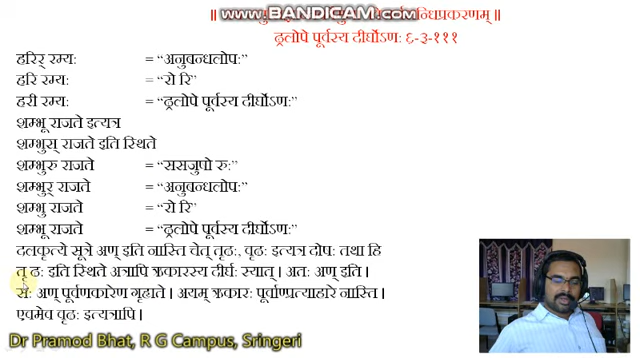 WWW.BANDICAM.COM
न्धिप्रकरणम् ॥
ढ्रलोपे पूर्वस्य दीर्घोऽण: ६-३-१११
हरिर् रम्य: = “अनुबन्धलोप:”
हरि रम्य: = “रो रि”
हरी रम्य: = “ढ्रलोपे पूर्वस्य दीर्घोऽण:”
शम्भू राजते इत्यत्र
शम्भुस् राजते इति स्थिते
शम्भुरु राजते = “ससजुषो रु:”
शम्भुर् राजते = “अनुबन्धलोप:”
शम्भु राजते = “रो रि”
शम्भू राजते = “ढ्रलोपे पूर्वस्य दीर्घोऽण:”
दलकृत्ये सूत्रे अण् इति नास्ति चेत् तृढ:, वृढ: इत्यत्र दोष: तथा हि
तृ ढ: इति स्थिते अत्रापि ऋकारस्य दीर्घ: स्यात् । अत: अण् इति ।
स: अण् पूर्वणकारेण गृह्यते । अयम् ऋकार: पूर्वाण्प्रत्याहारे नास्ति ।
एवमेव वृढ: इत्यत्रापि ।
Dr Pramod Bhat, R G Campus, Sringeri